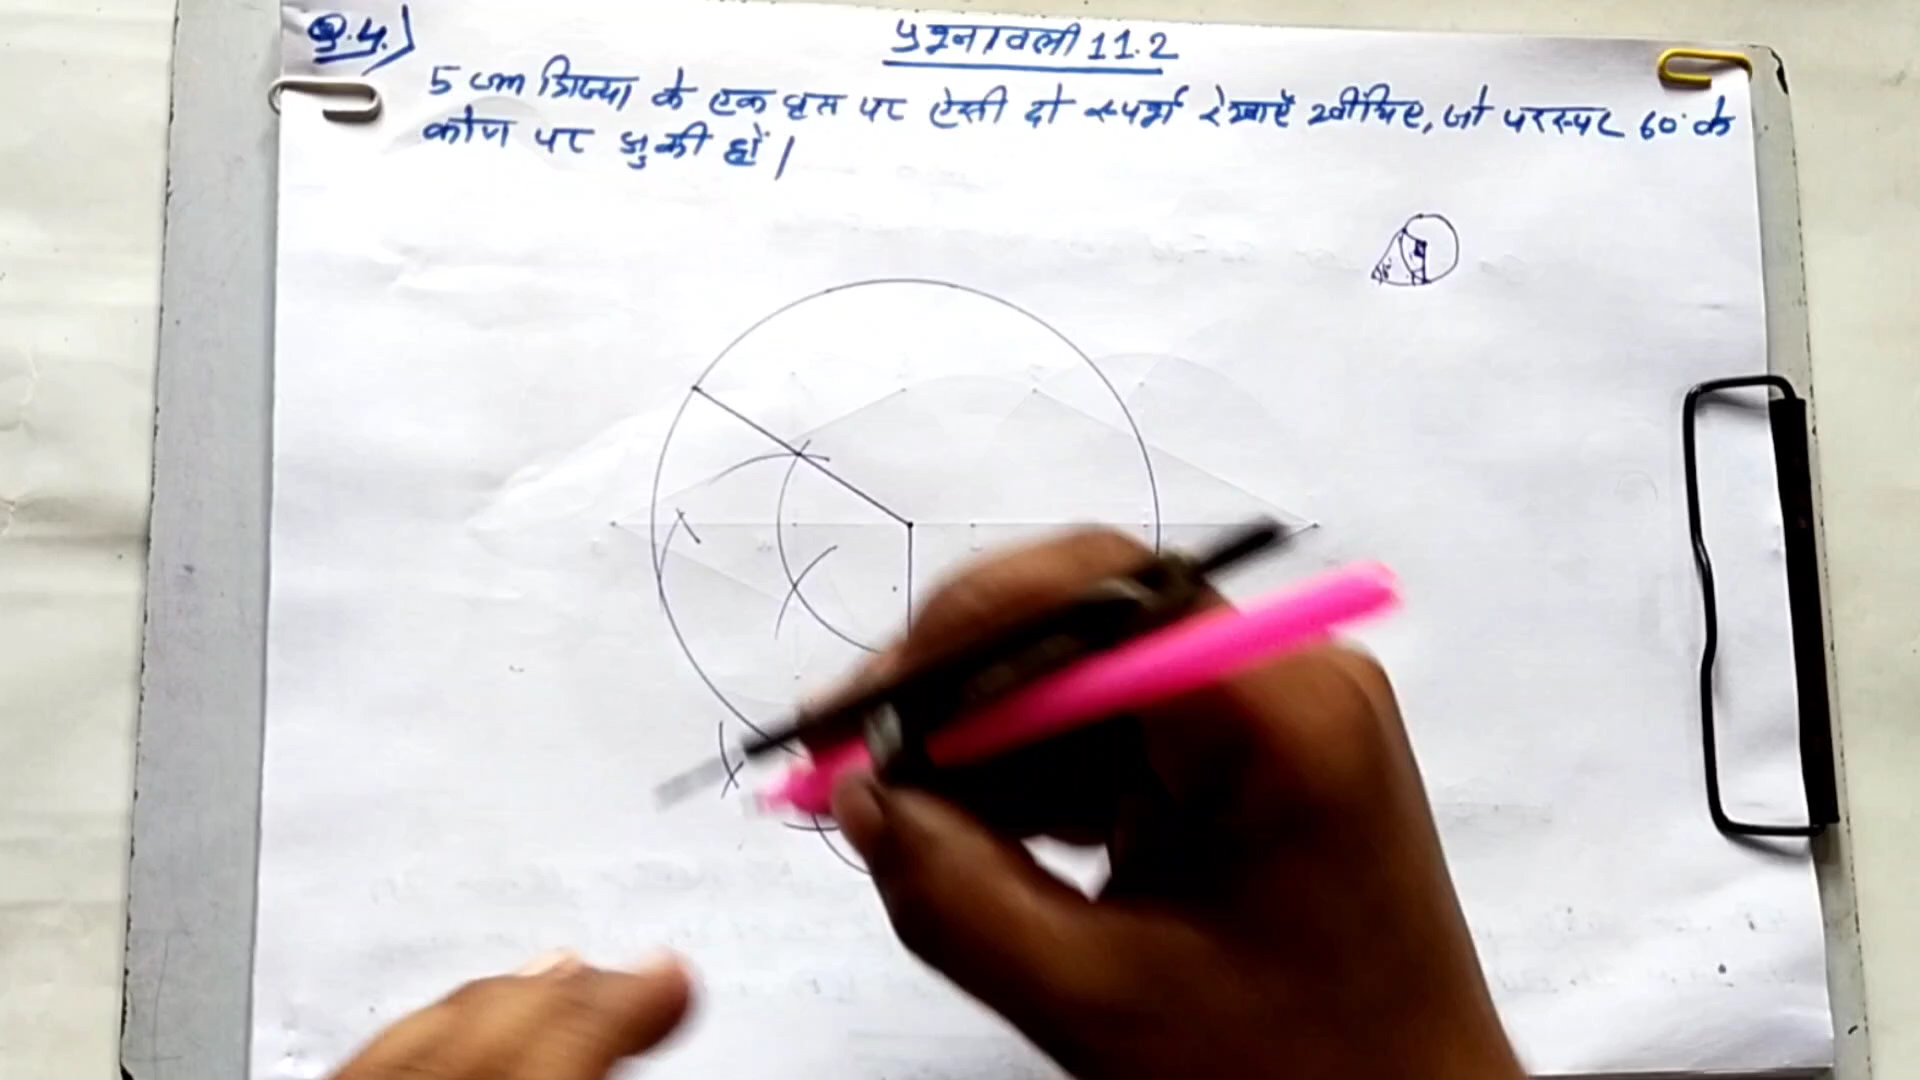 प्रश्नावली 11.2
Q.4.)
5 cm त्रिज्या के एक वृत्त पर ऐसी दो स्पर्श रेखाएँ खींचिए, जो परस्पर 60° के
कोण पर झुकी हों।